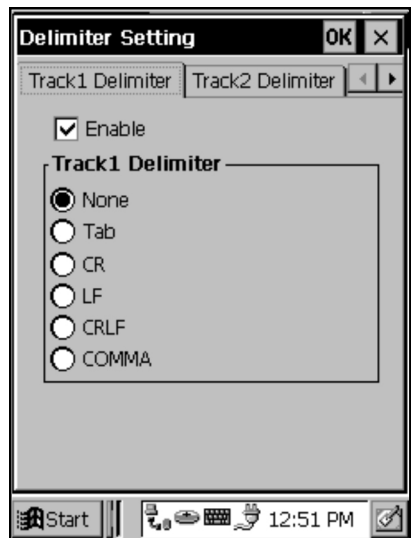 Delimiter Setting OK ×
Track1 Delimiter Track2 Delimiter
Enable
Track1 Delimiter
None
Tab
CR
LF
CRLF
COMMA
Start 12:51 PM